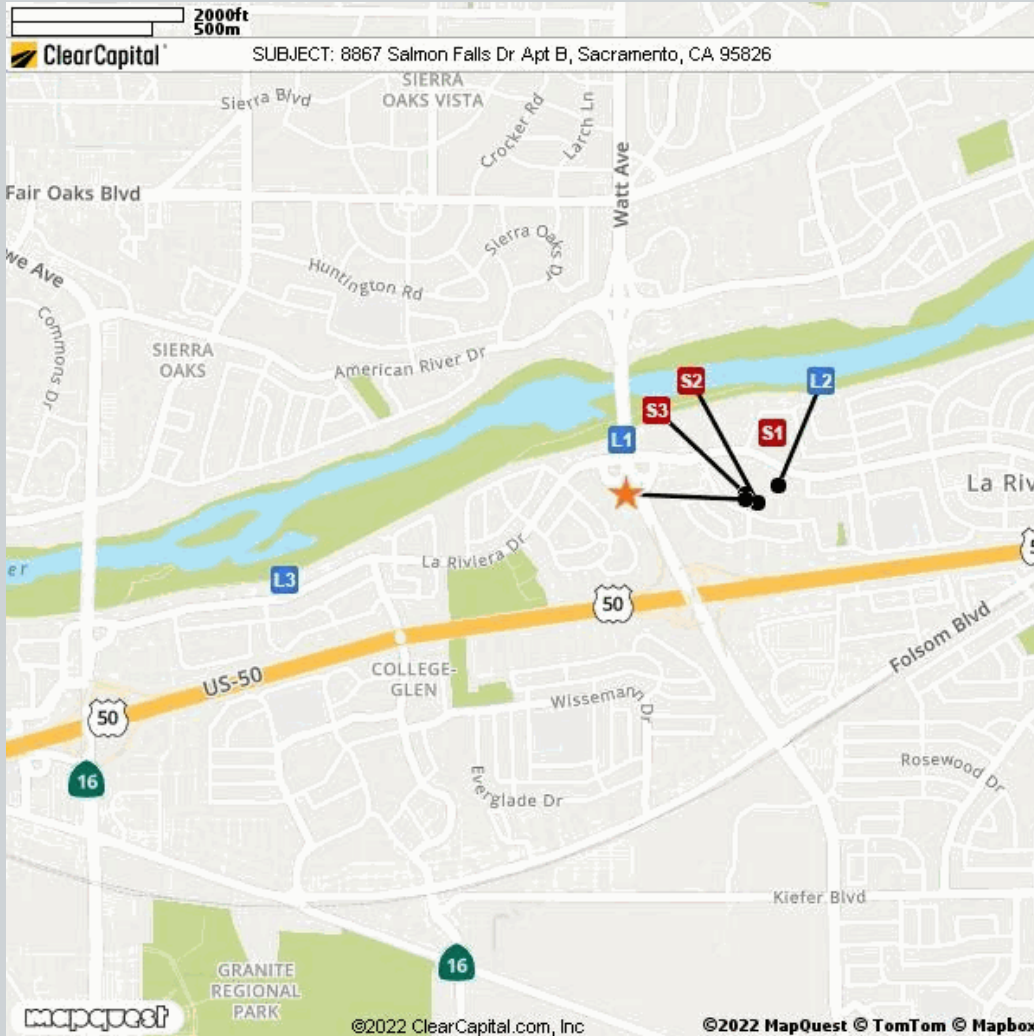 2000ft
500m
ClearCapital
SUBJECT: 8867 Salmon Falls Dr Apt B, Sacramento, CA 95826
SIERRA
OAKS VISTA
Sierra Blvd
Crocker Rd
Larch Ln
Watt Ave
Fair Oaks Blvd
we Ave
Sierra Oaks Dr
Huntington Rd
Commons Dr
SIERRA
OAKS
American River Dr
S2
L2
S3
S1
L1
La Riv
La Riviera Dr
er
L3
5
50
Folsom Blvd
US-50
COLLEGE-
GLEN
Wisseman Dr
50
16
Everglade Dr
Rosewood Dr
Kiefer Blvd
16
GRANITE
REGIONAL
PARK
mapquest
©2022 ClearCapital.com, Inc
©2022 MapQuest © TomTom © Mapbox